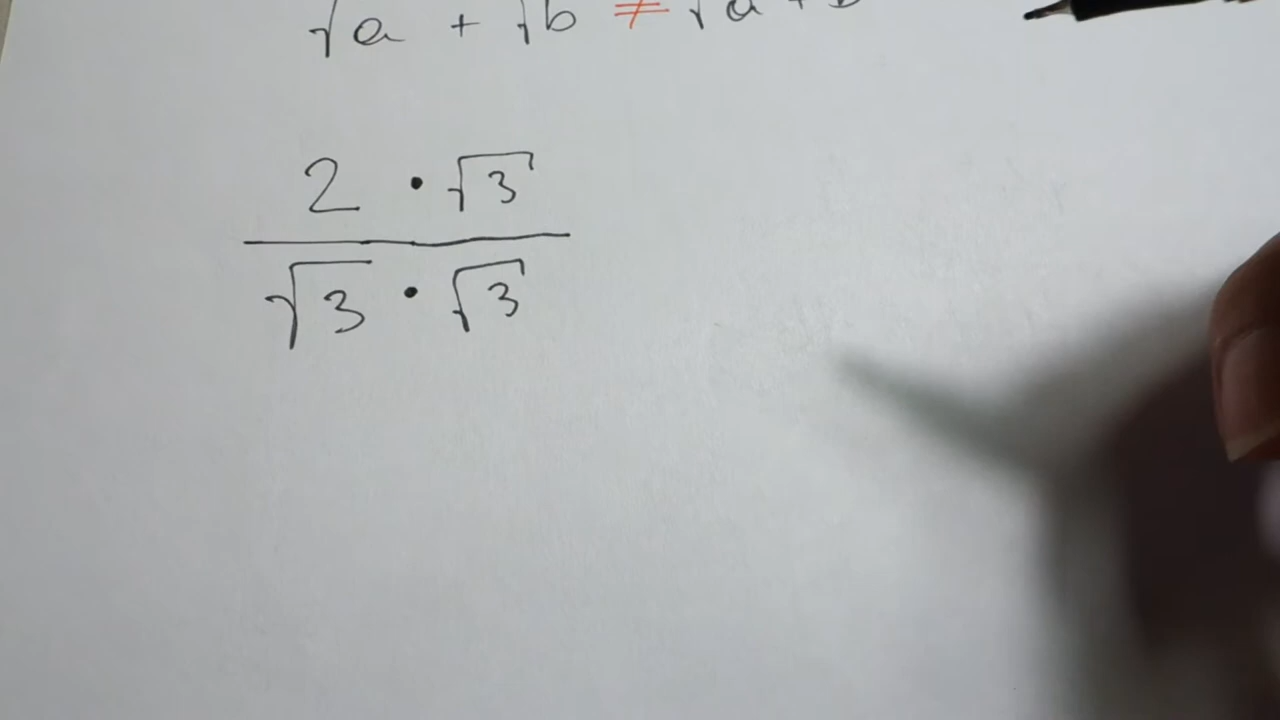 √a + √b ≠ √a+b
2 · √3
√3 · √3